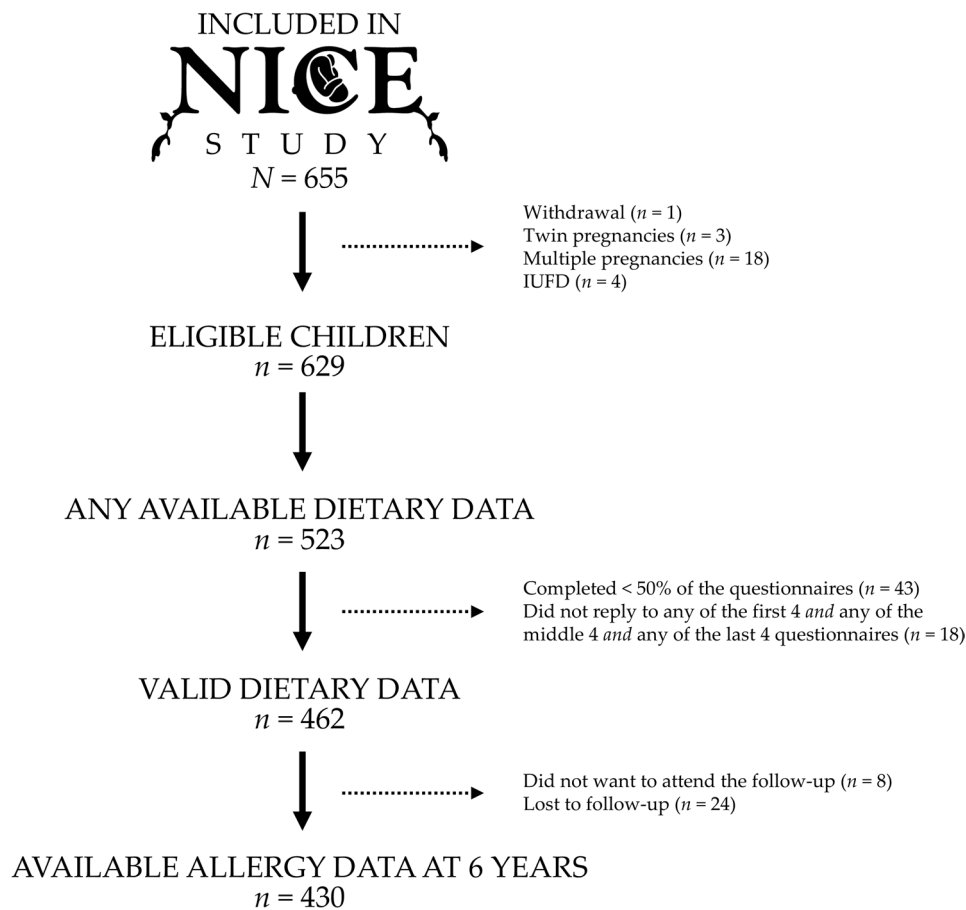 INCLUDED IN
NICE
STUDY
N = 655
Withdrawal (n = 1)
Twin pregnancies (n = 3)
Multiple pregnancies (n = 18)
IUFD (n = 4)
ELIGIBLE CHILDREN
n = 629
ANY AVAILABLE DIETARY DATA
n = 523
Completed < 50% of the questionnaires (n = 43)
Did not reply to any of the first 4 and any of the
middle 4 and any of the last 4 questionnaires (n = 18)
VALID DIETARY DATA
n = 462
Did not want to attend the follow-up (n = 8)
Lost to follow-up (n = 24)
AVAILABLE ALLERGY DATA AT 6 YEARS
n = 430